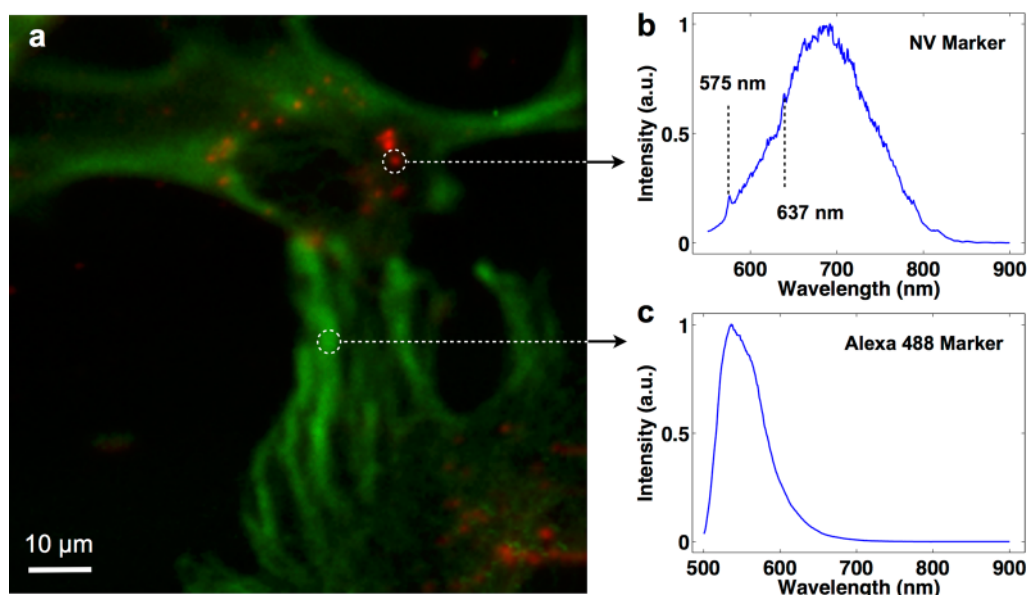 a
10 µm
b
NV Marker
575 nm
637 nm
Intensity (a.u.)
1
0.5
0
600
700
800
900
Wavelength (nm)
c
Alexa 488 Marker
Intensity (a.u.)
1
0.5
0
500
600
700
800
900
Wavelength (nm)